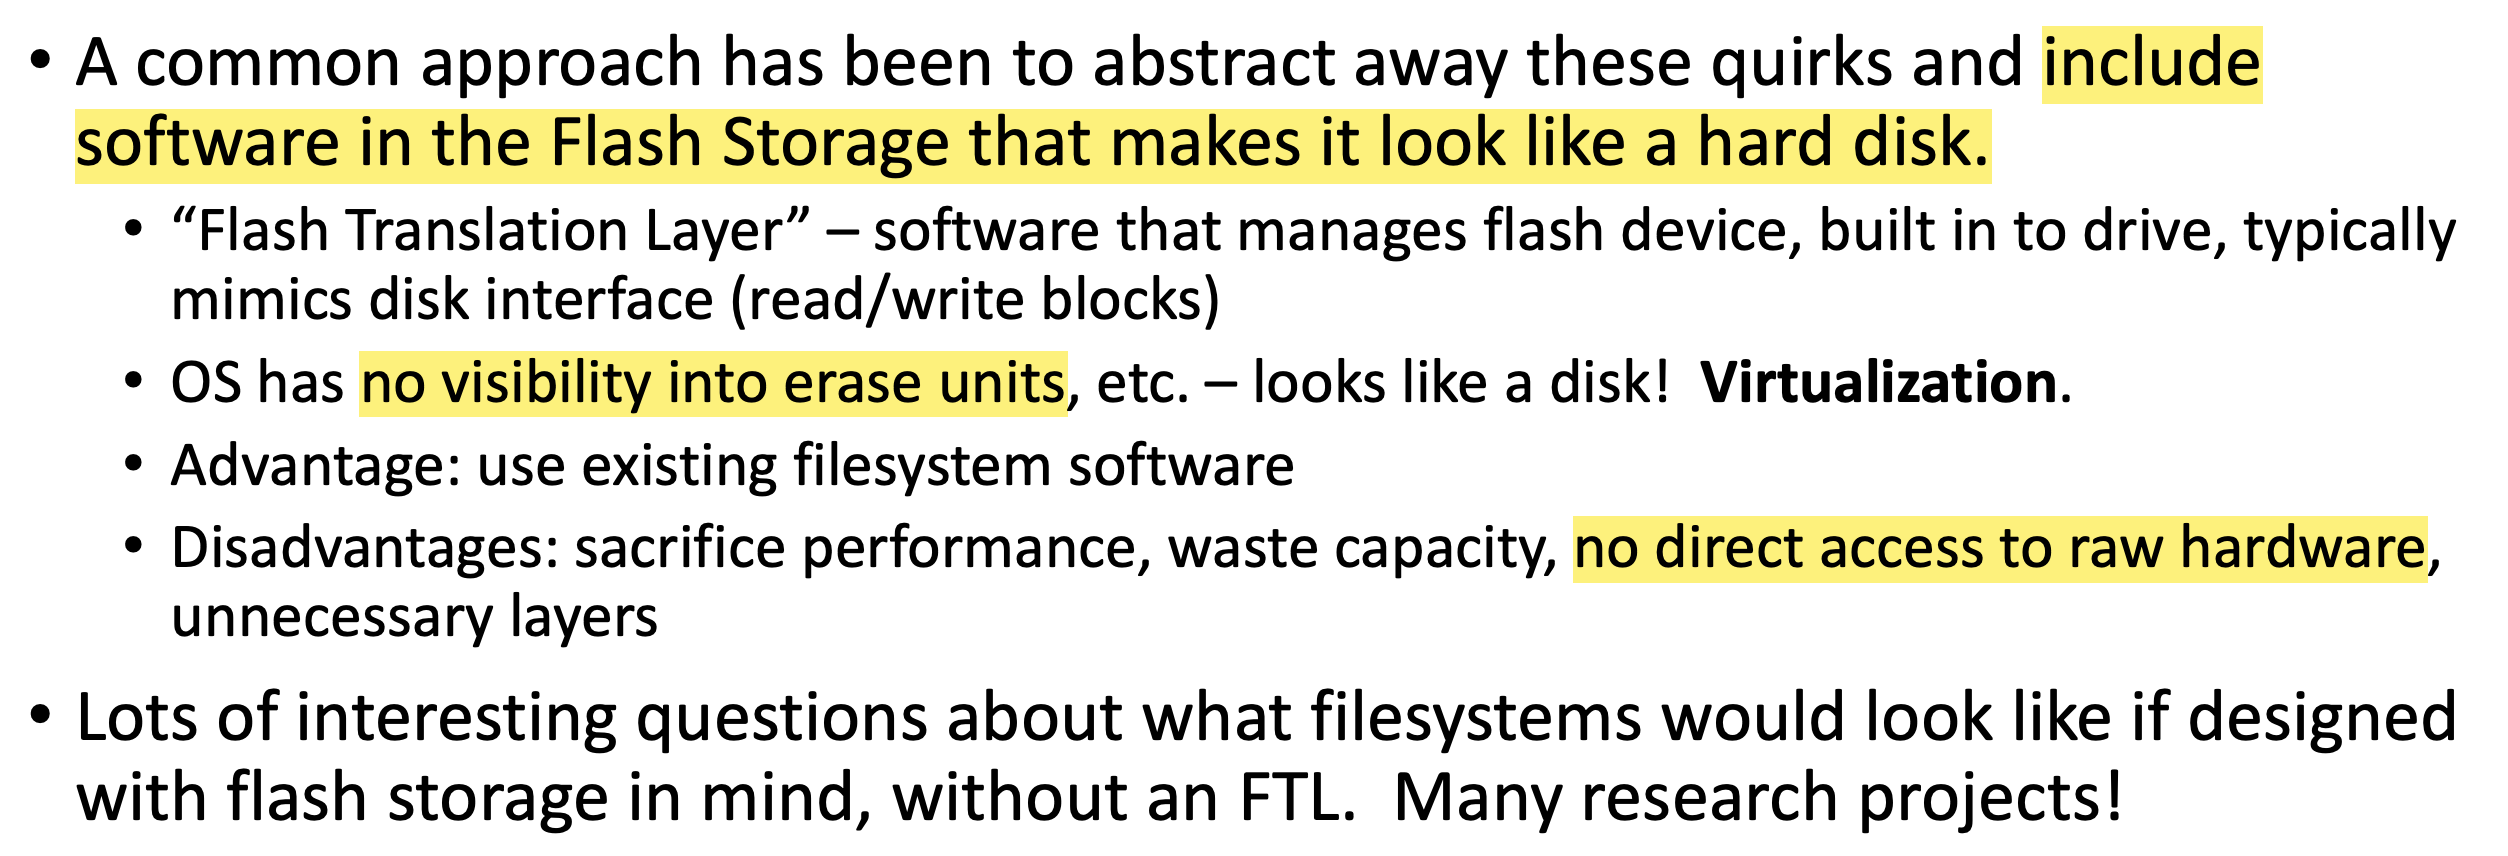 • A common approach has been to abstract away these quirks and include
software in the Flash Storage that makes it look like a hard disk.
• “Flash Translation Layer” – software that manages flash device, built in to drive, typically
mimics disk interface (read/write blocks)
• OS has no visibility into erase units, etc. – looks like a disk!  Virtualization.
• Advantage: use existing filesystem software
• Disadvantages: sacrifice performance, waste capacity, no direct access to raw hardware,
unnecessary layers
• Lots of interesting questions about what filesystems would look like if designed
with flash storage in mind, without an FTL.  Many research projects!